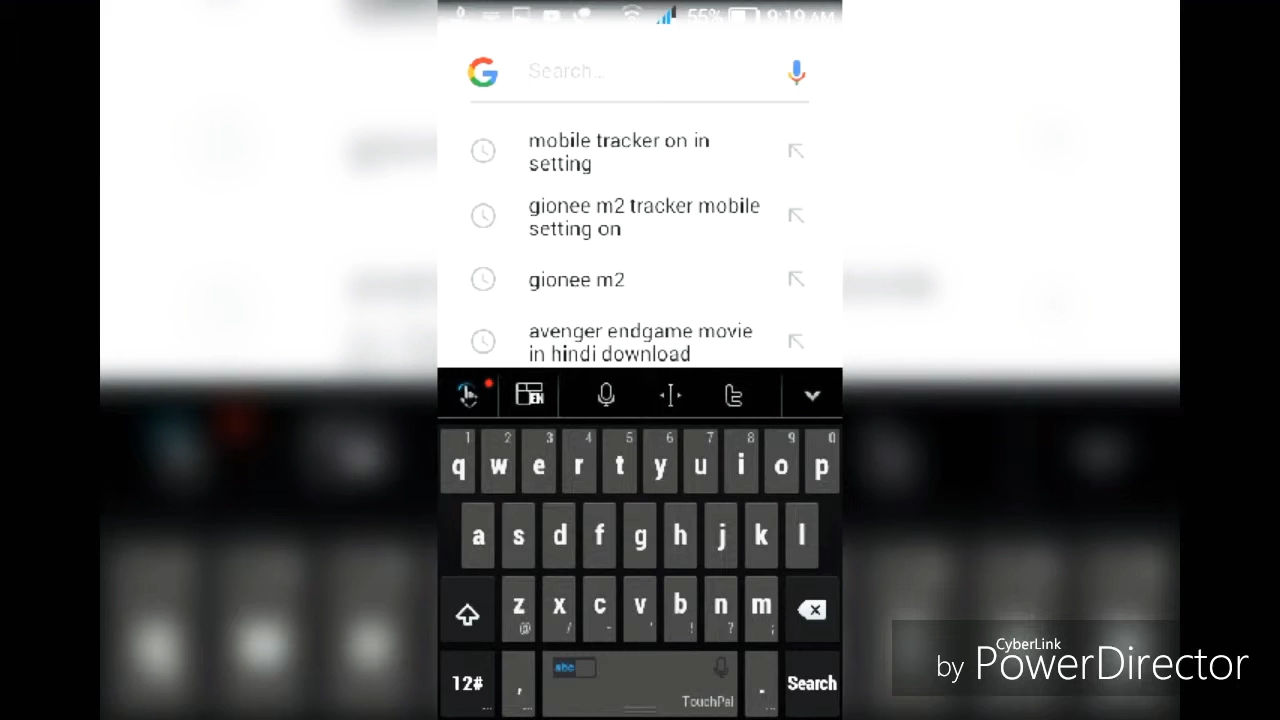 55% 9:19 AM
Search...
mobile tracker on in
setting
gionee m2 tracker mobile
setting on
gionee m2
avenger endgame movie
in hindi download
EN
1 2 3 4 5 6 7 8 9 0
q w e r t y u i o p
a s d f g h j k l
z x c v b n m
@ / - ' ! ? ;
abc
12# , . Search
TouchPal
CyberLink
by PowerDirector